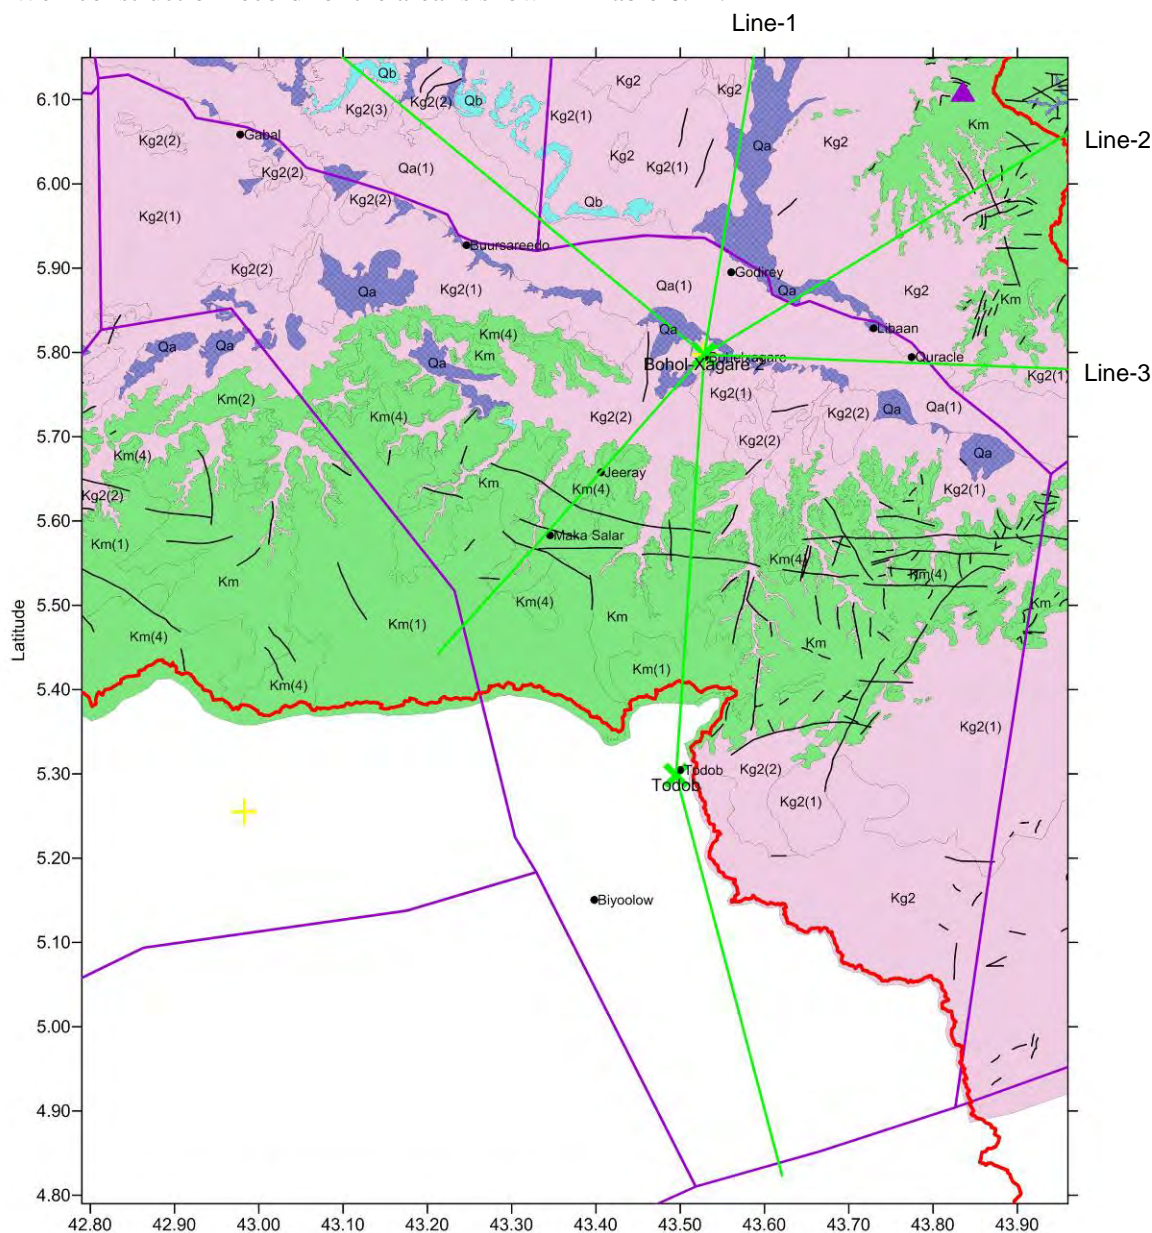 Line-1
Qb
6.10
Kg2(3)
Kg2(2)
Qb
Kg2
Kg2
Km
Kg2(1)
Gabal
Kg2(2)
Qa
Kg2
Line-2
Kg2(2)
Qa(1)
Kg2
Kg2(1)
6.00
Kg2(2)
Qb
Kg2(1)
Buursareedo
5.90
Kg2(2)
Godirey
Qa
Kg2(1)
Qa(1)
Qa
Kg2
Km
Qa
Libaan
Km(4)
Qa
Qa
Km
5.80
Qa
Bohol-Xagare 2
Quracle
Line-3
Kg2(1)
Km(2)
Kg2(1)
Km(4)
Kg2(2)
Kg2(2)
Qa
Qa(1)
5.70
Km(4)
Kg2(2)
Qa
Jeeray
Km
Km(4)
Kg2(1)
Kg2(2)
5.60
Maka Salar
Km(1)
Km(4)
Km
Km(4)
Km(4)
Km
5.50
Km
Km(1)
Km(4)
Km
Km(1)
Latitude
5.40
Km(4)
Kg2(1)
5.30
Todob
Todob
Kg2(2)
Kg2(1)
5.20
Biyoolow
Kg2
5.10
5.00
4.90
4.80
42.80 42.90 43.00 43.10 43.20 43.30 43.40 43.50 43.60 43.70 43.80 43.90